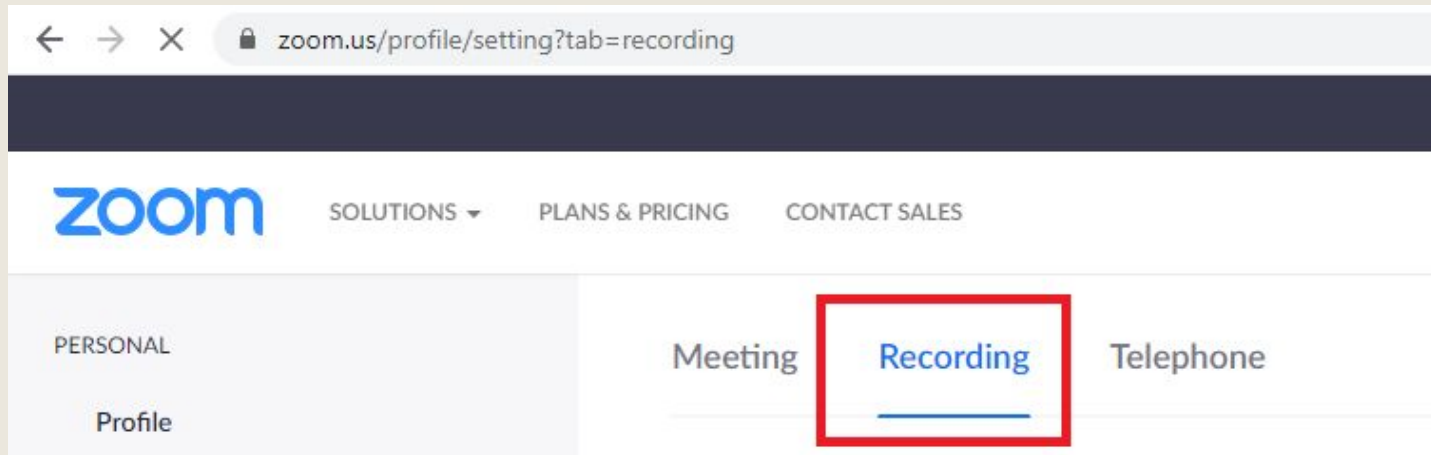 zoom.us/profile/setting?tab=recording
zoom SOLUTIONS PLANS & PRICING CONTACT SALES
PERSONAL
Meeting Recording Telephone
Profile